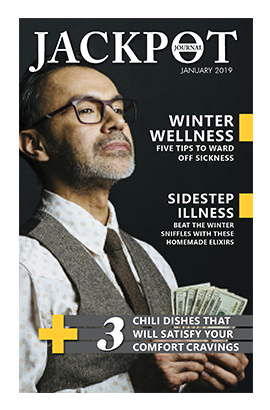 JACKPOT
JOURNAL
JANUARY 2019
WINTER
WELLNESS
FIVE TIPS TO WARD
OFF SICKNESS
SIDESTEP
ILLNESS
BEAT THE WINTER
SNIFFLES WITH THESE
HOMEMADE ELIXIRS
+ 3 CHILI DISHES THAT
WILL SATISFY YOUR
COMFORT CRAVINGS